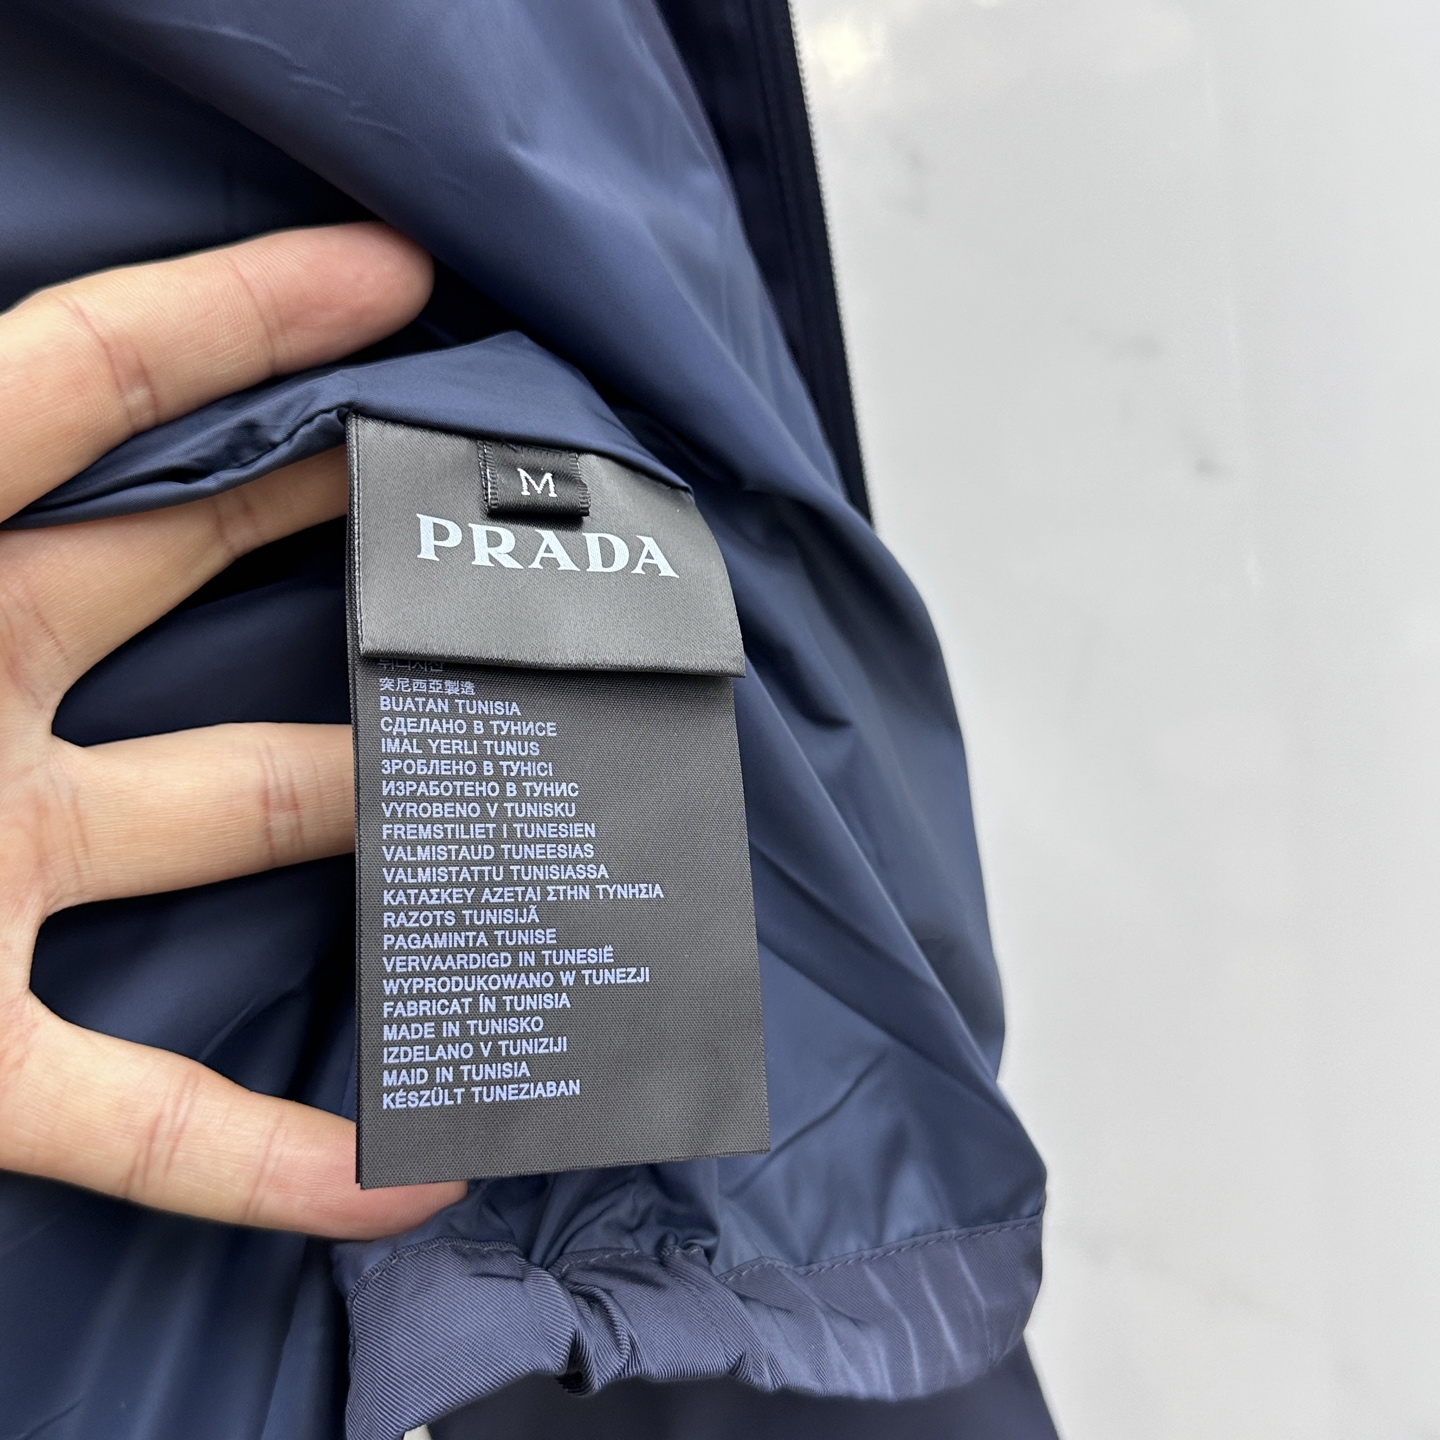 M
PRADA
突尼西亞製造
BUATAN TUNISIA
СДЕЛАНО В ТУНИСЕ
IMAL YERLI TUNUS
ЗРОБЛЕНО В ТУНІСІ
ИЗРАБОТЕНО В ТУНИС
VYROBENO V TUNISKU
FREMSTILIET I TUNESIEN
VALMISTAUD TUNEESIAS
VALMISTATTU TUNISIASSA
ΚΑΤΑΣΚΕΥ ΑΖΕΤΑΙ ΣΤΗΝ ΤΥΝΗΣΙΑ
RAZOTS TUNISIJÃ
PAGAMINTA TUNISE
VERVAARDIGD IN TUNESIË
WYPRODUKOWANO W TUNEZJI
FABRICAT ÍN TUNISIA
MADE IN TUNISKO
IZDELANO V TUNIZIJI
MAID IN TUNISIA
KÉSZÜLT TUNEZIABAN